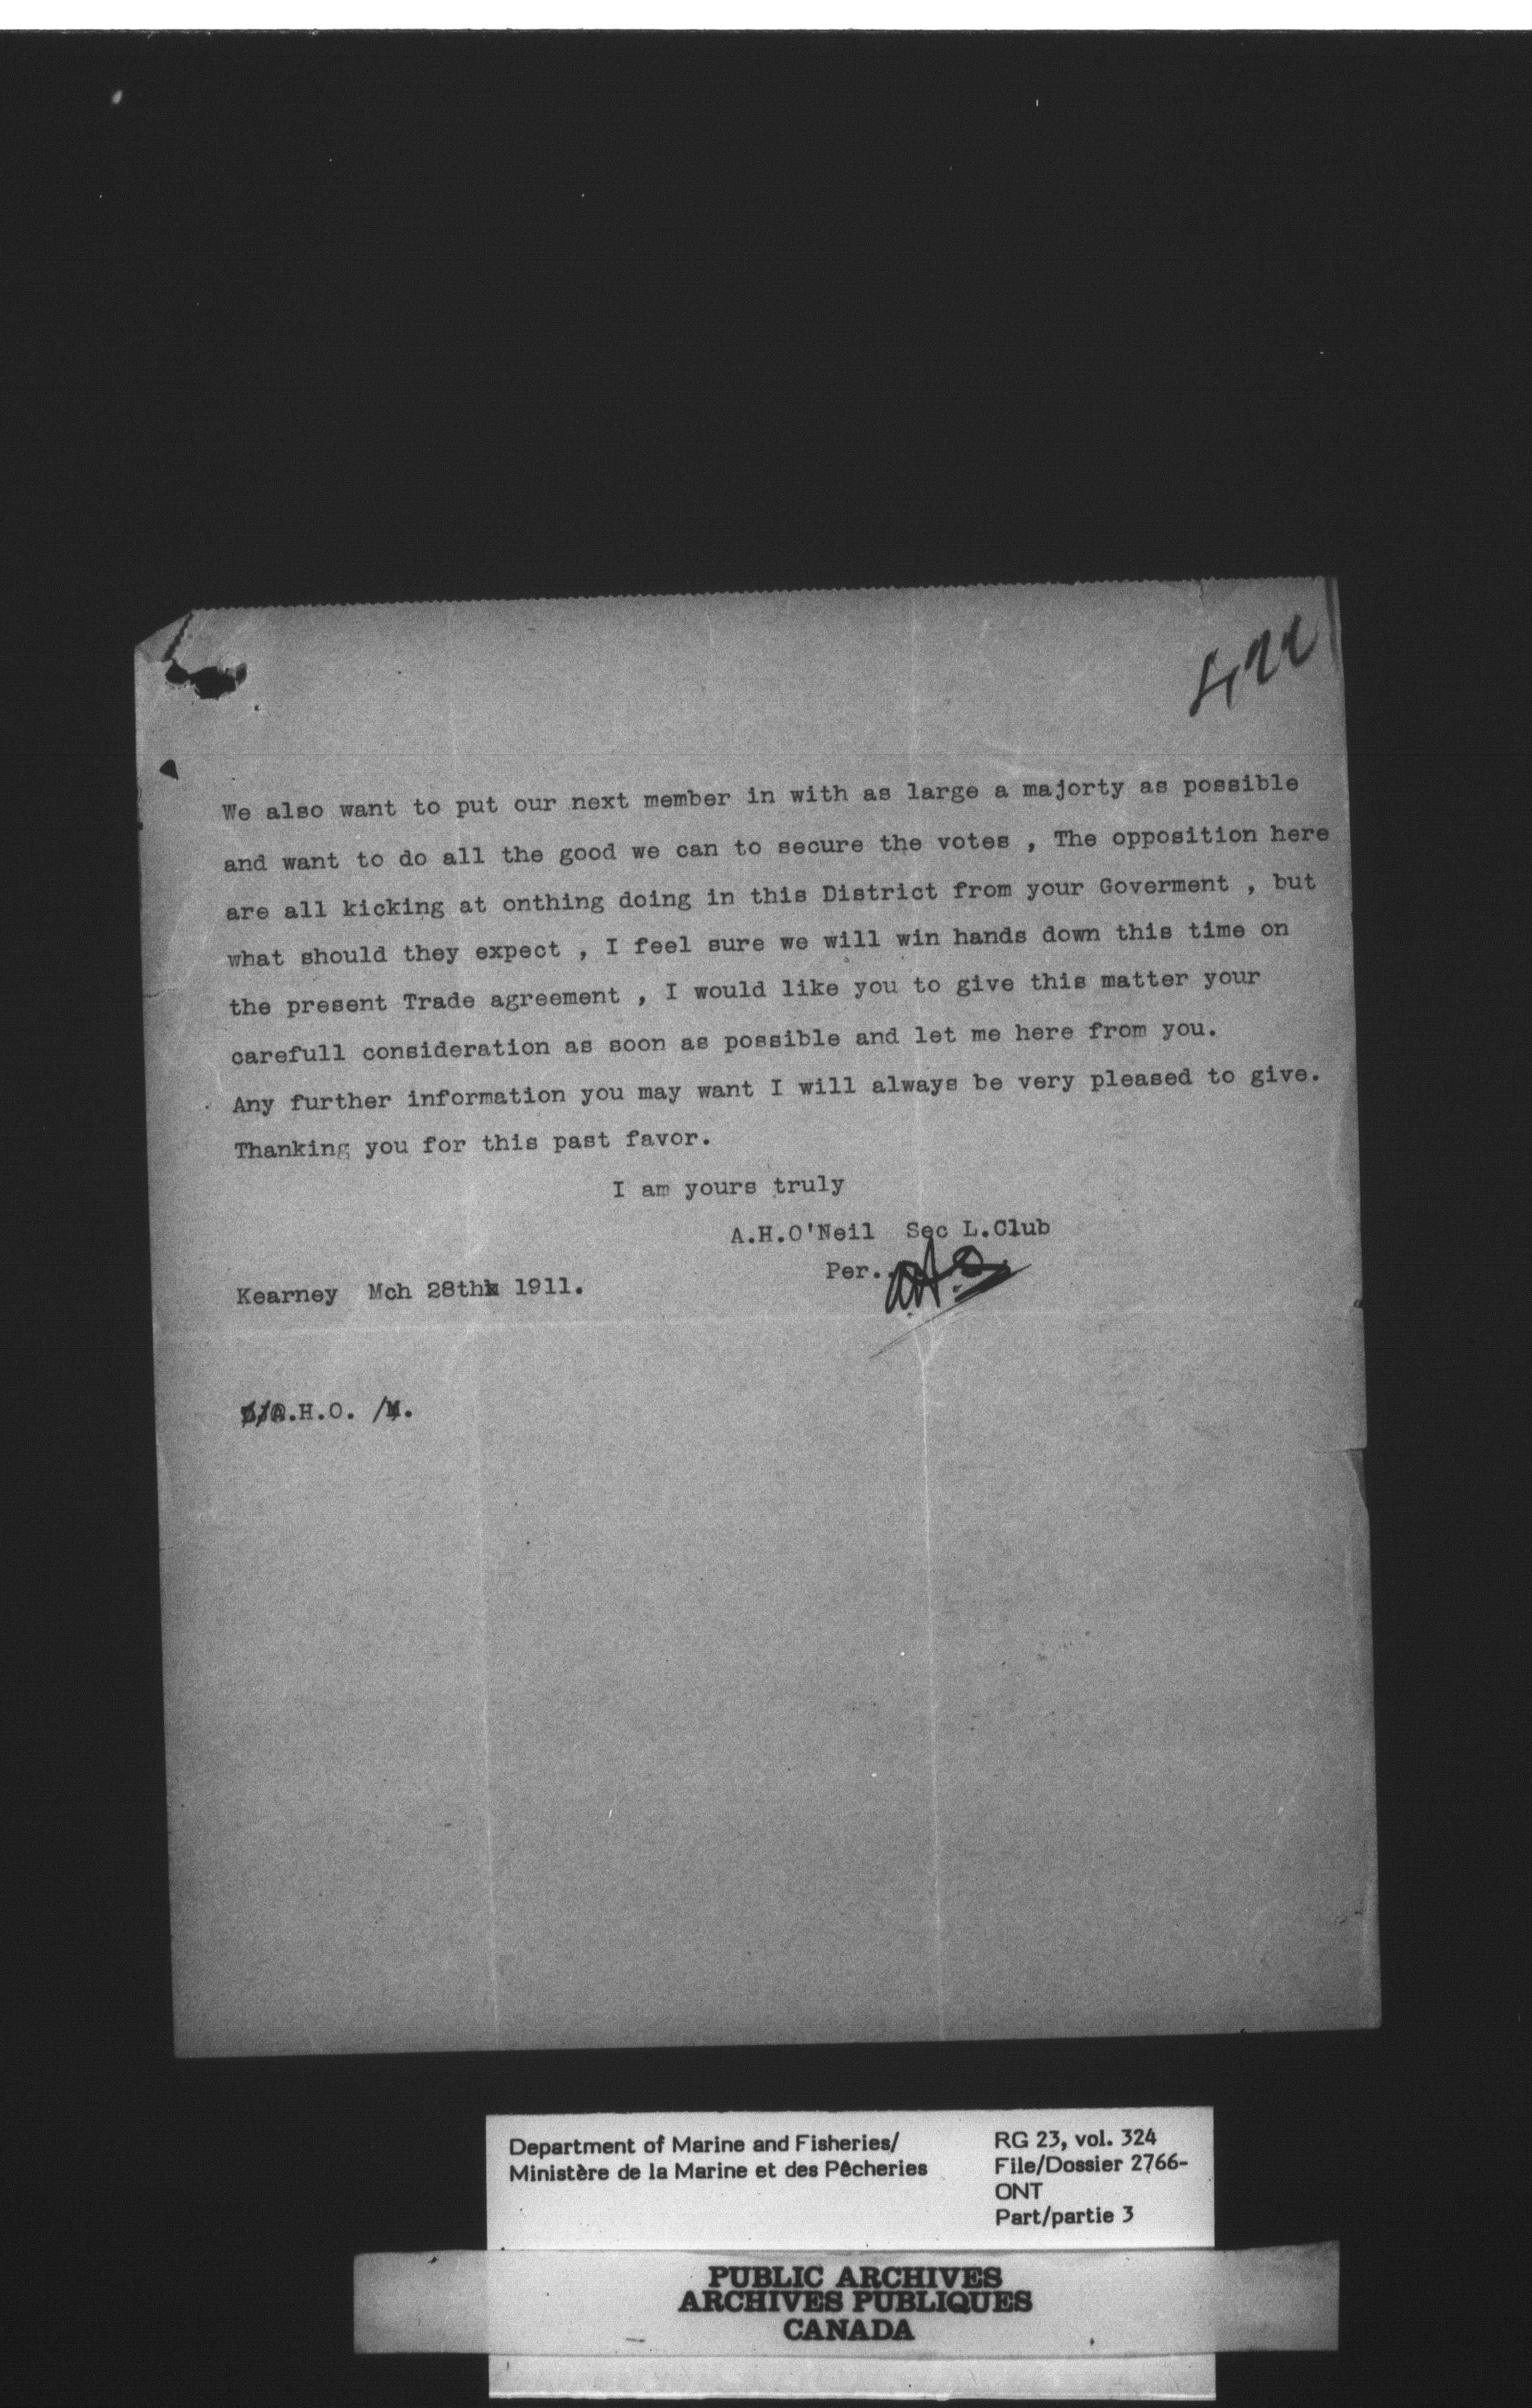 422
We also want to put our next member in with as large a majorty as possible
and want to do all the good we can to secure the votes , The opposition here
are all kicking at onthing doing in this District from your Goverment , but
what should they expect , I feel sure we will win hands down this time on
the present Trade agreement , I would like you to give this matter your
carefull consideration as soon as possible and let me here from you.
Any further information you may want I will always be very pleased to give.
Thanking you for this past favor.
I am yours truly
A.H.O'Neil Sec L.Club
Per. A.H.O.
Kearney Mch 28th 1911.
A.H.O. /M.
Department of Marine and Fisheries/
Ministère de la Marine et des Pêcheries
RG 23, vol. 324
File/Dossier 2766-
ONT
Part/partie 3
PUBLIC ARCHIVES
ARCHIVES PUBLIQUES
CANADA